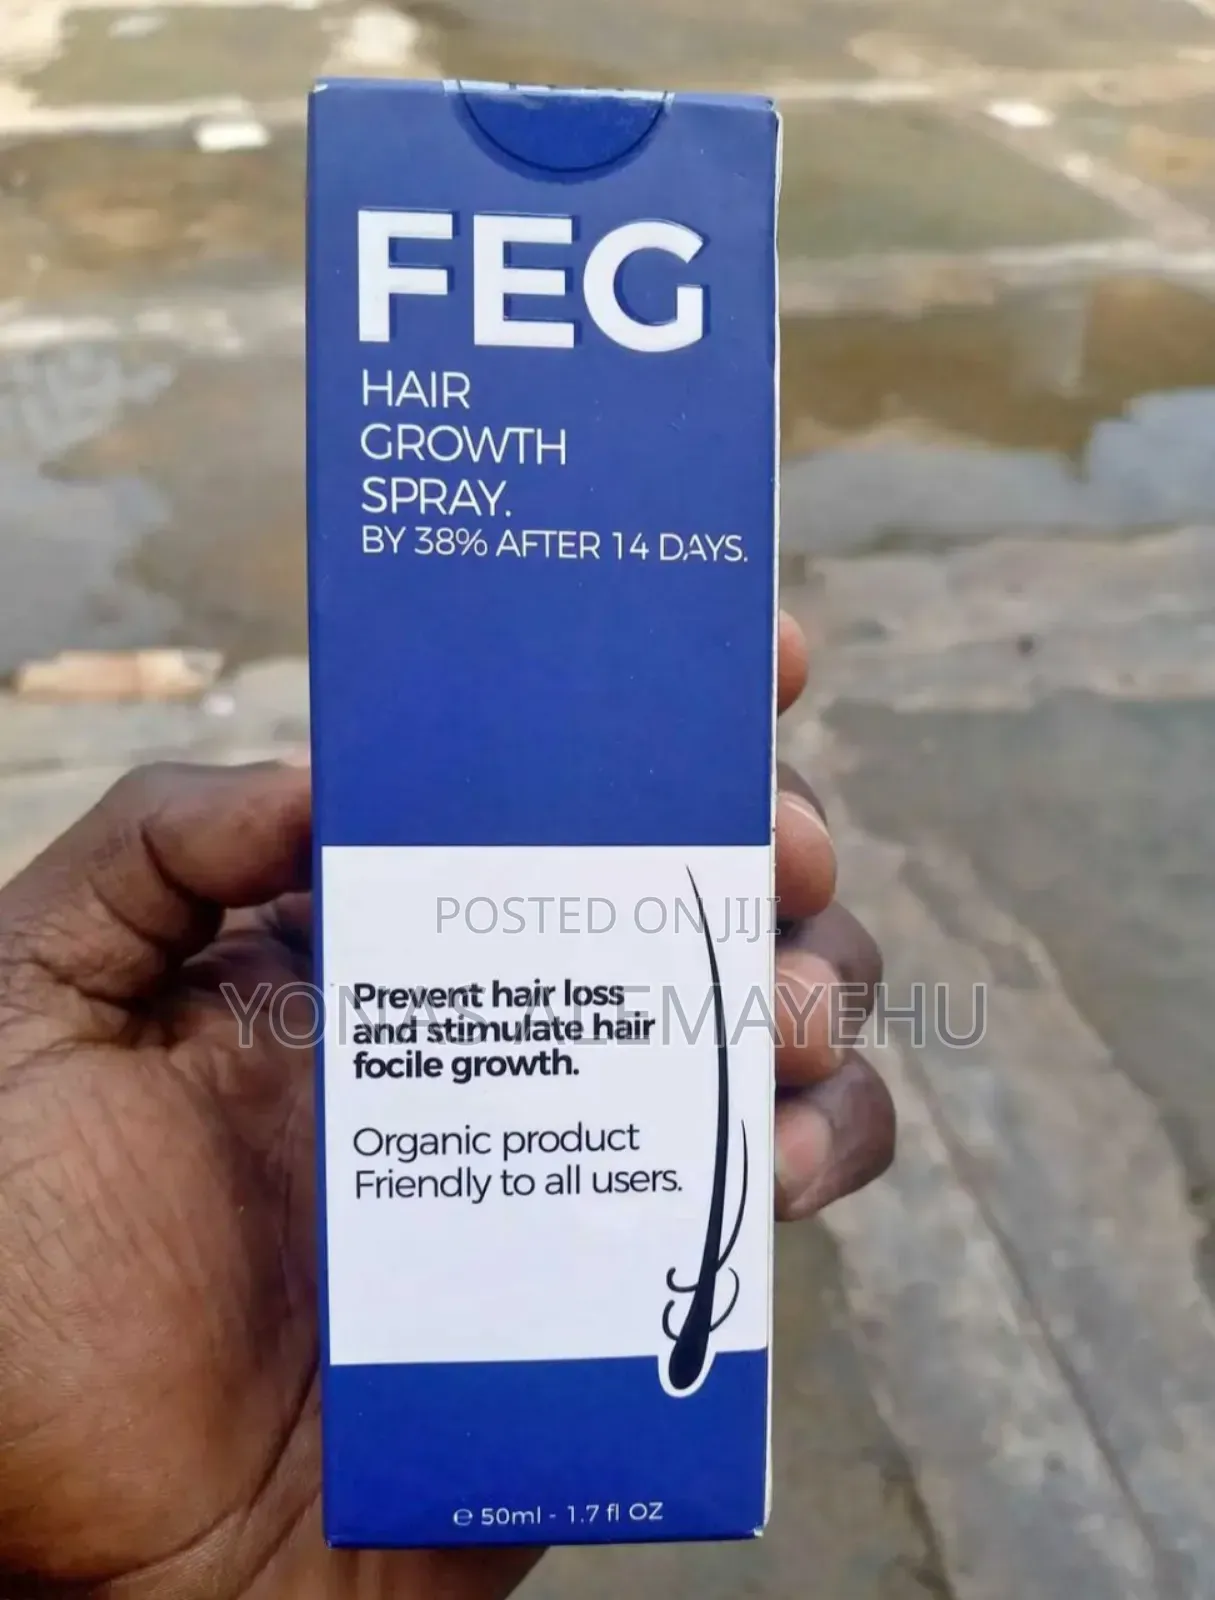 FEG
HAIR
GROWTH
SPRAY.
BY 38% AFTER 14 DAYS.
POSTED ON JIJI
YONAS ALEMAYEHU
Prevent hair loss
and stimulate hair
focile growth.
Organic product
Friendly to all users.
e 50ml - 1.7 fl OZ